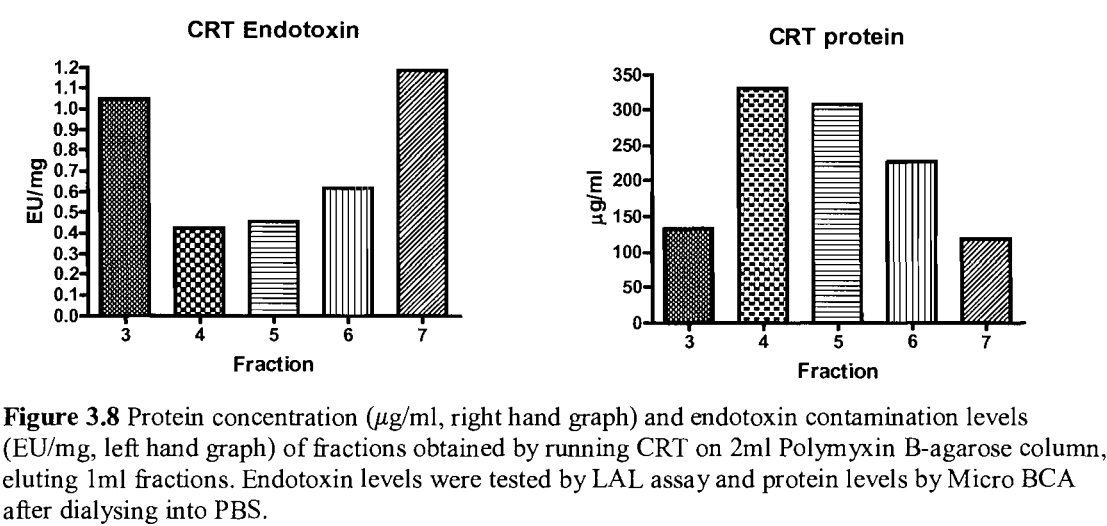 CRT Endotoxin
1.2
1.1
1.0
0.9
0.8
0.7
0.6
0.5
0.4
0.3
0.2
0.1
0.0
EU/mg
3 4 5 6 7
Fraction
CRT protein
350
300
250
200
150
100
50
0
µg/ml
3 4 5 6 7
Fraction
Figure 3.8 Protein concentration (µg/ml, right hand graph) and endotoxin contamination levels
(EU/mg, left hand graph) of fractions obtained by running CRT on 2ml Polymyxin B-agarose column,
eluting 1ml fractions. Endotoxin levels were tested by LAL assay and protein levels by Micro BCA
after dialysing into PBS.